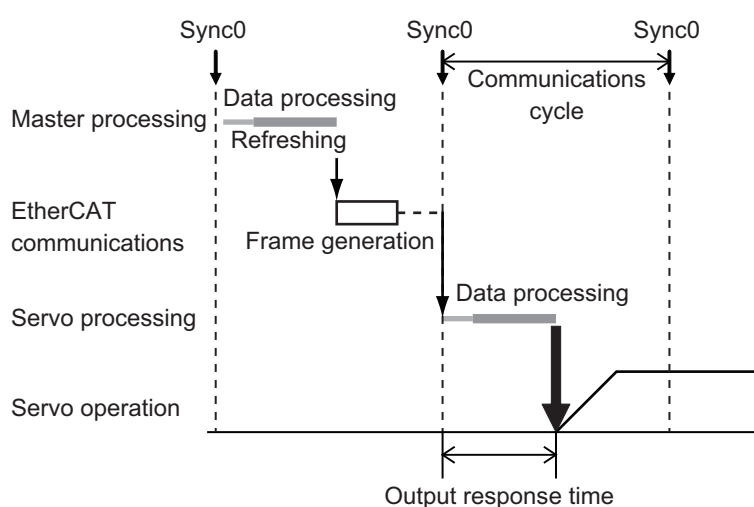 Sync0
Sync0
Sync0
Communications
cycle
Data processing
Master processing
Refreshing
EtherCAT
communications
Frame generation
Data processing
Servo processing
Servo operation
Output response time